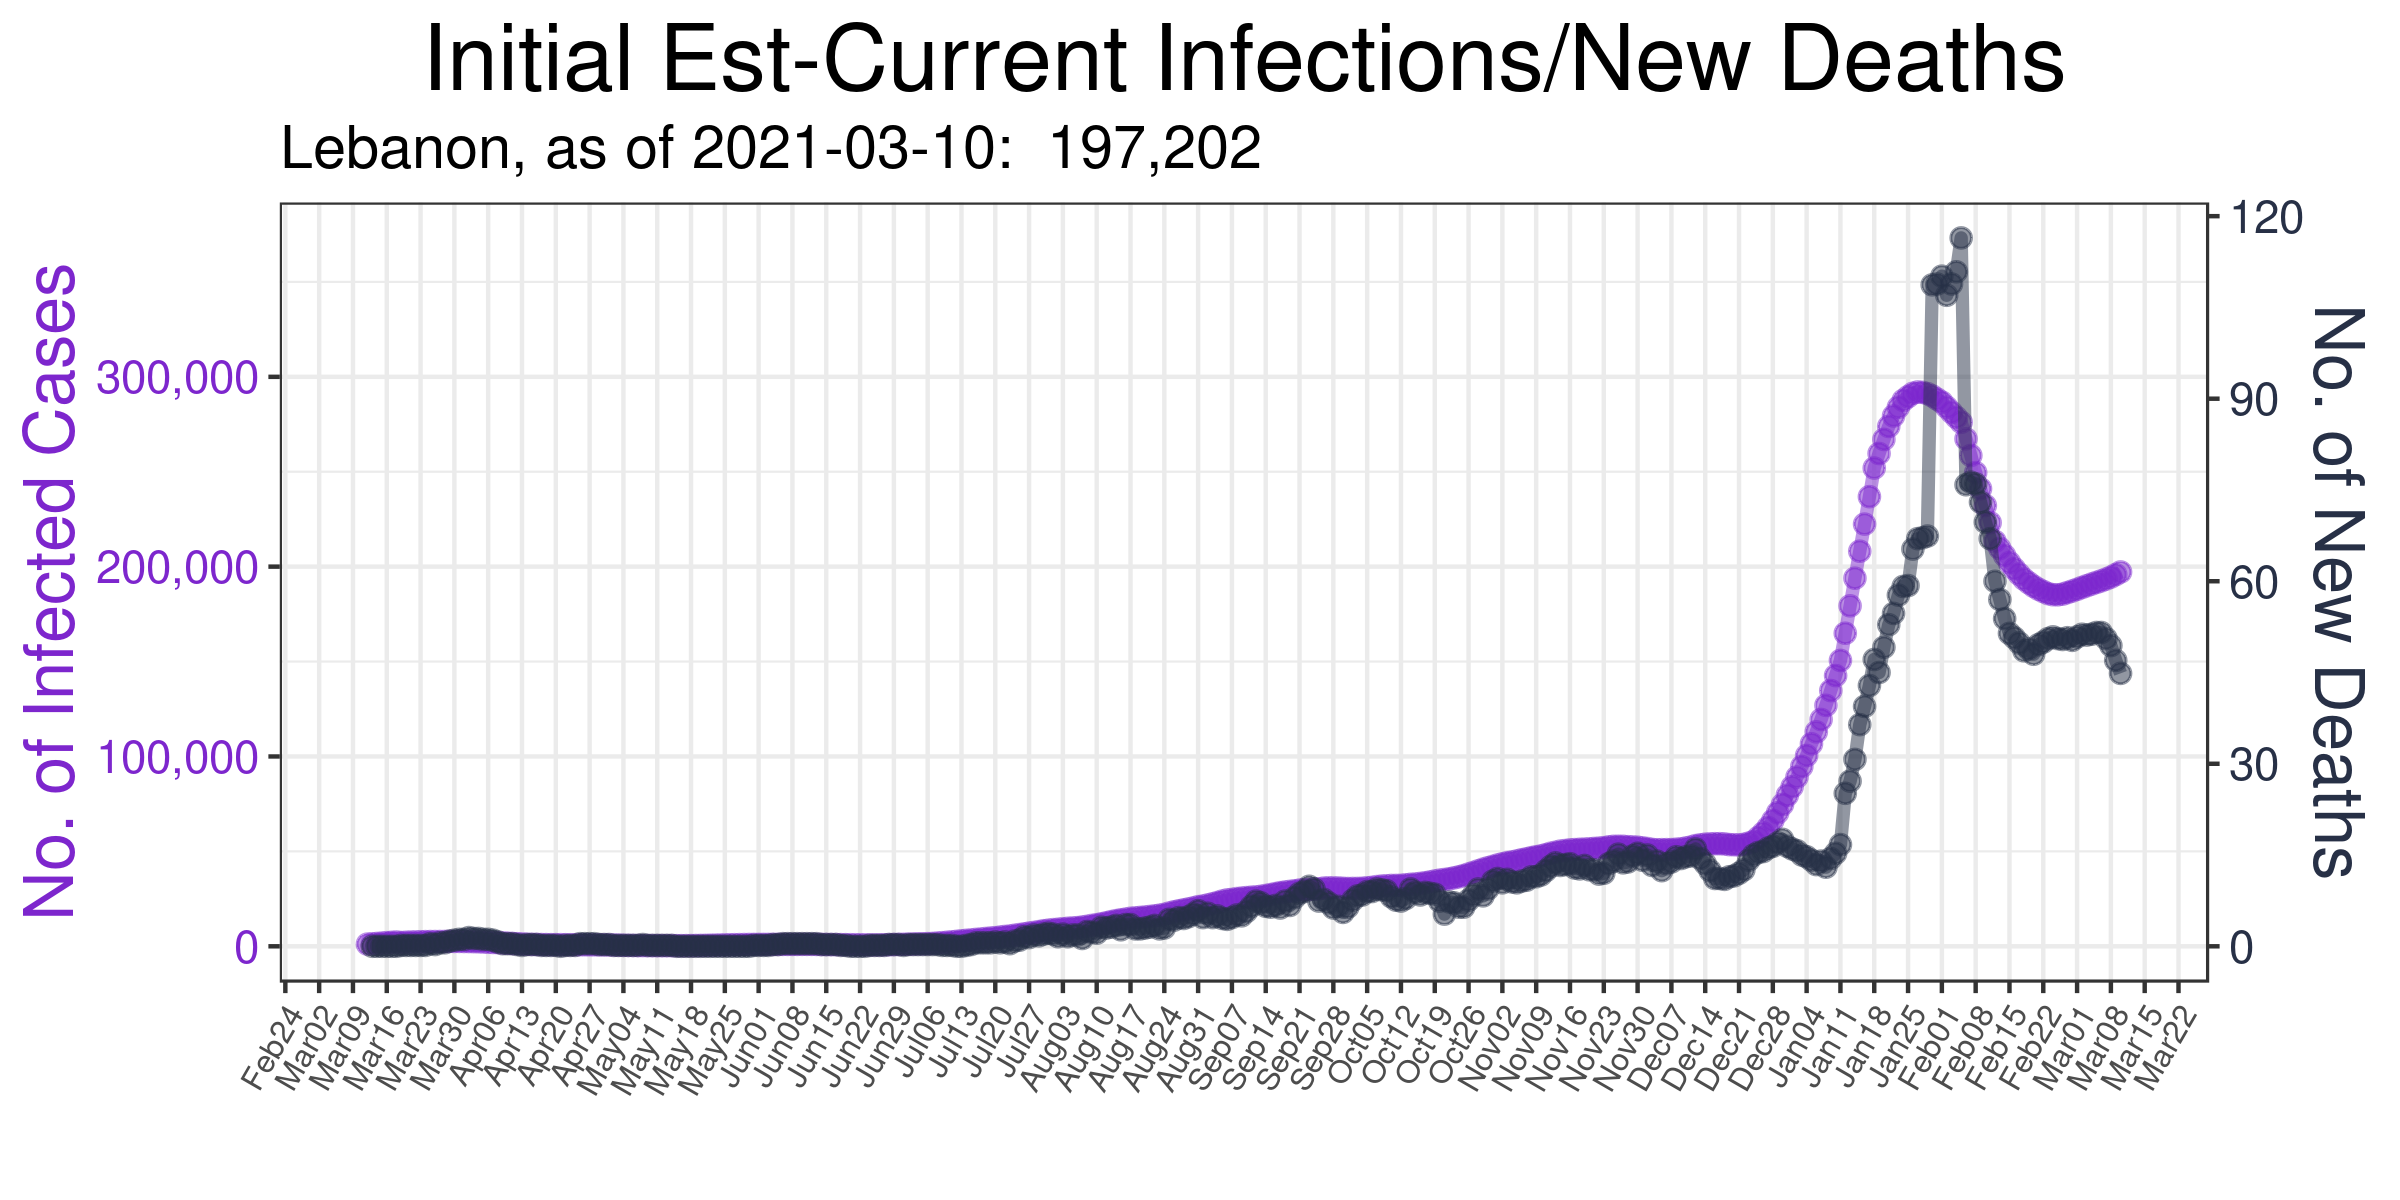 Initial Est-Current Infections/New Deaths
Lebanon, as of 2021-03-10:  197,202
No. of Infected Cases
300,000
200,000
100,000
0
120
90
60
30
0
No. of New Deaths
Feb24
Mar02
Mar09
Mar16
Mar23
Mar30
Apr06
Apr13
Apr20
Apr27
May04
May11
May18
May25
Jun01
Jun08
Jun15
Jun22
Jun29
Jul06
Jul13
Jul20
Jul27
Aug03
Aug10
Aug17
Aug24
Aug31
Sep07
Sep14
Sep21
Sep28
Oct05
Oct12
Oct19
Oct26
Nov02
Nov09
Nov16
Nov23
Nov30
Dec07
Dec14
Dec21
Dec28
Jan04
Jan11
Jan18
Jan25
Feb01
Feb08
Feb15
Feb22
Mar01
Mar08
Mar15
Mar22